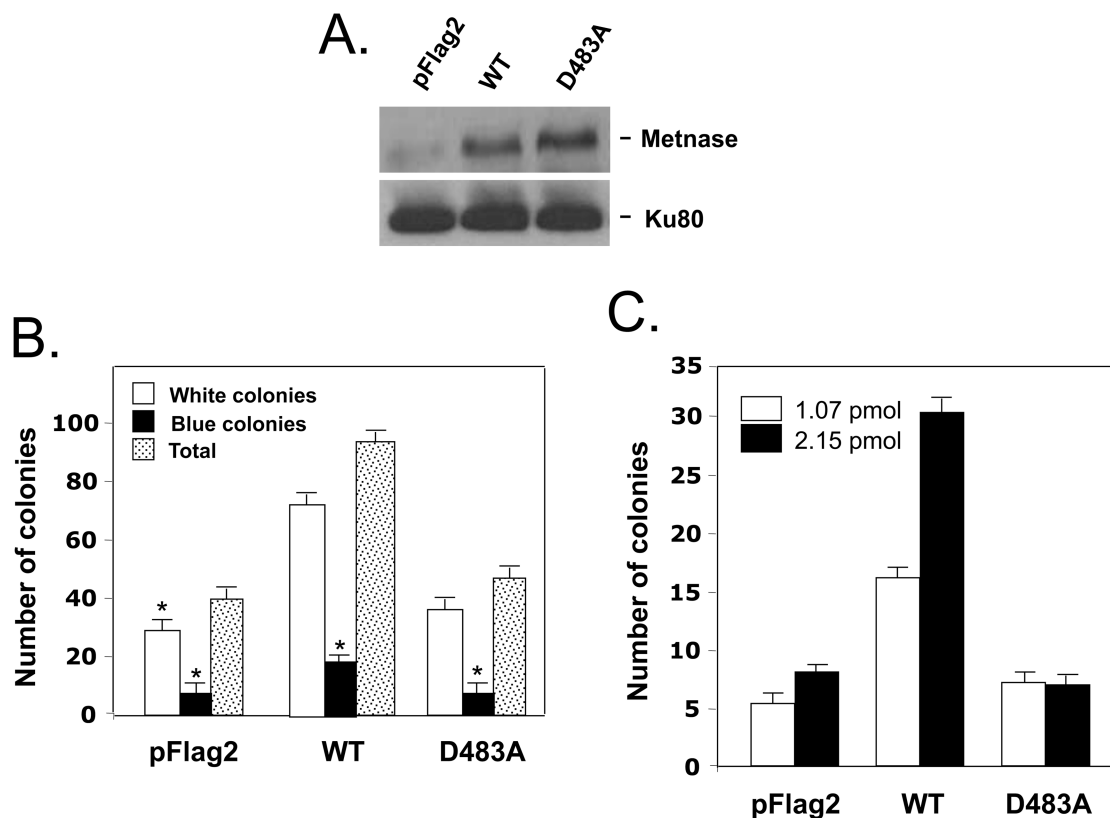 A.
pFlag2 WT D483A
– Metnase
– Ku80
B.
White colonies
Blue colonies
Total
Number of colonies
100
80
60
40
20
0
* * * *
pFlag2 WT D483A
C.
1.07 pmol
2.15 pmol
Number of colonies
35
30
25
20
15
10
5
0
pFlag2 WT D483A